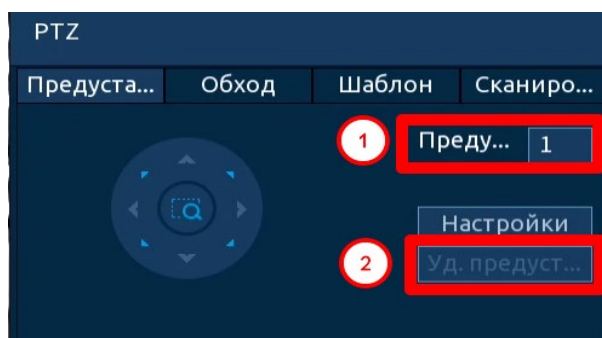 PTZ
Предуста... Обход Шаблон Сканиро...
1 Преду... 1
Настройки
2 Уд. предуст...